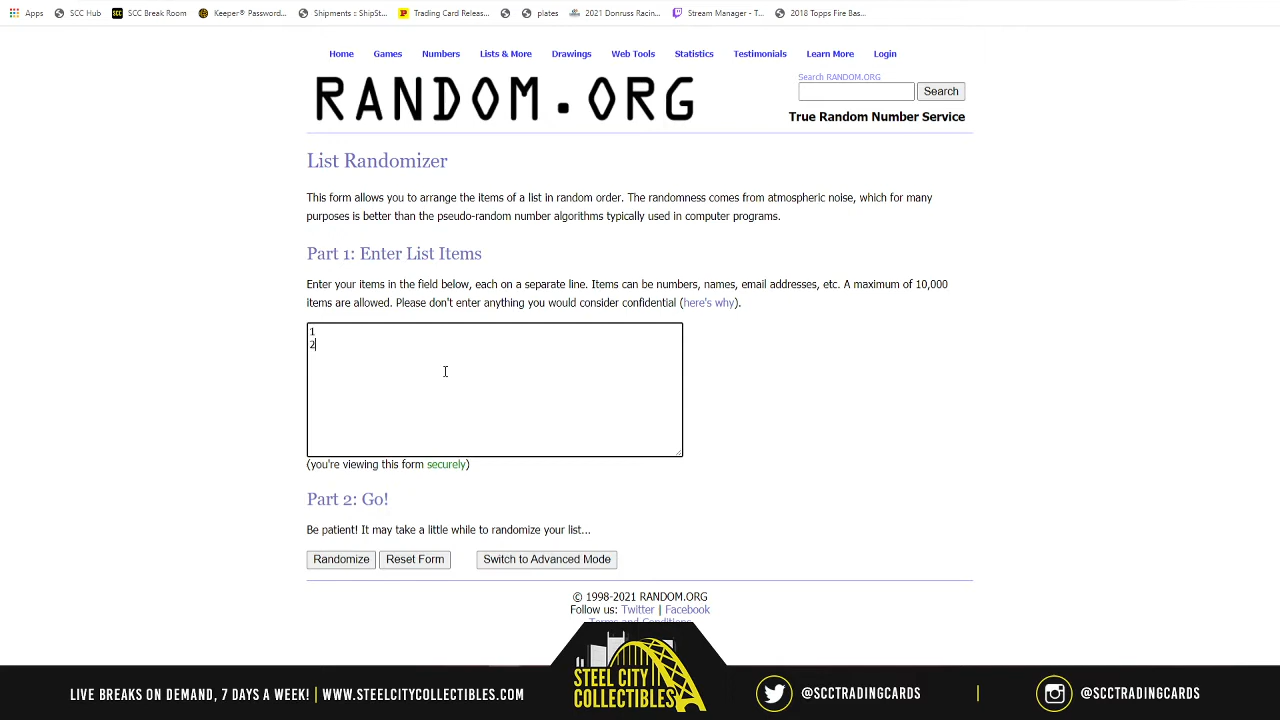 Apps SCC Hub SCC Break Room Keeper® Password... Shipments :: ShipSt... Trading Card Releas... plates 2021 Donruss Racin... Stream Manager - T... 2018 Topps Fire Bas...
Home Games Numbers Lists & More Drawings Web Tools Statistics Testimonials Learn More Login
RANDOM.ORG
Search RANDOM.ORG
Search
True Random Number Service
List Randomizer
This form allows you to arrange the items of a list in random order. The randomness comes from atmospheric noise, which for many
purposes is better than the pseudo-random number algorithms typically used in computer programs.
Part 1: Enter List Items
Enter your items in the field below, each on a separate line. Items can be numbers, names, email addresses, etc. A maximum of 10,000
items are allowed. Please don't enter anything you would consider confidential (here's why).
1
2
(you're viewing this form securely)
Part 2: Go!
Be patient! It may take a little while to randomize your list...
Randomize Reset Form Switch to Advanced Mode
© 1998-2021 RANDOM.ORG
Follow us: Twitter | Facebook
Terms and Conditions
STEEL CITY
COLLECTIBLES
LIVE BREAKS ON DEMAND, 7 DAYS A WEEK! | WWW.STEELCITYCOLLECTIBLES.COM
@SCCTRADINGCARDS | @SCCTRADINGCARDS